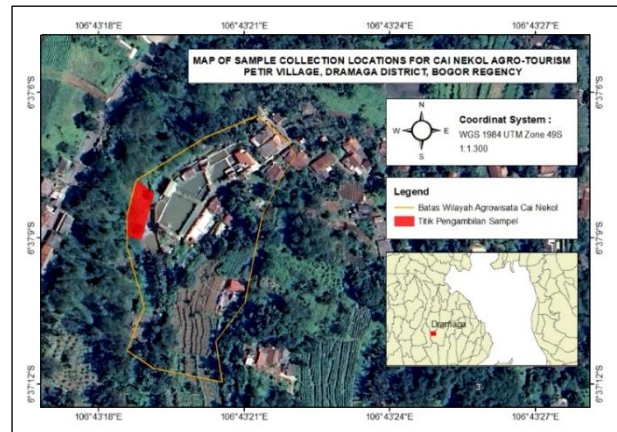 106°43'18"E
106°43'21"E
106°43'24"E
106°43'27"E
MAP OF SAMPLE COLLECTION LOCATIONS FOR CAI NEKOL AGRO-TOURISM
PETIR VILLAGE, DRAMAGA DISTRICT, BOGOR REGENCY
6°37'6"S
6°37'6"S
N
W
E
S
Coordinat System :
WGS 1984 UTM Zone 49S
1:1.300
Legend
Batas Wilayah Agrowisata Cai Nekol
Titik Pengambilan Sampel
6°37'9"S
6°37'9"S
Dramaga
6°37'12"S
6°37'12"S
3
106°43'18"E
106°43'21"E
106°43'24"E
106°43'27"E